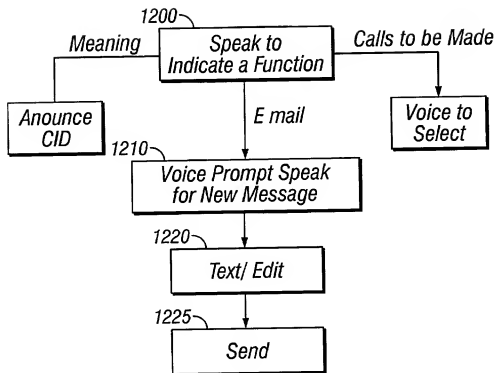 1200
Speak to
Indicate a Function
Meaning
Calls to be Made
Anounce
CID
E mail
Voice to
Select
1210
Voice Prompt Speak
for New Message
1220
Text/ Edit
1225
Send